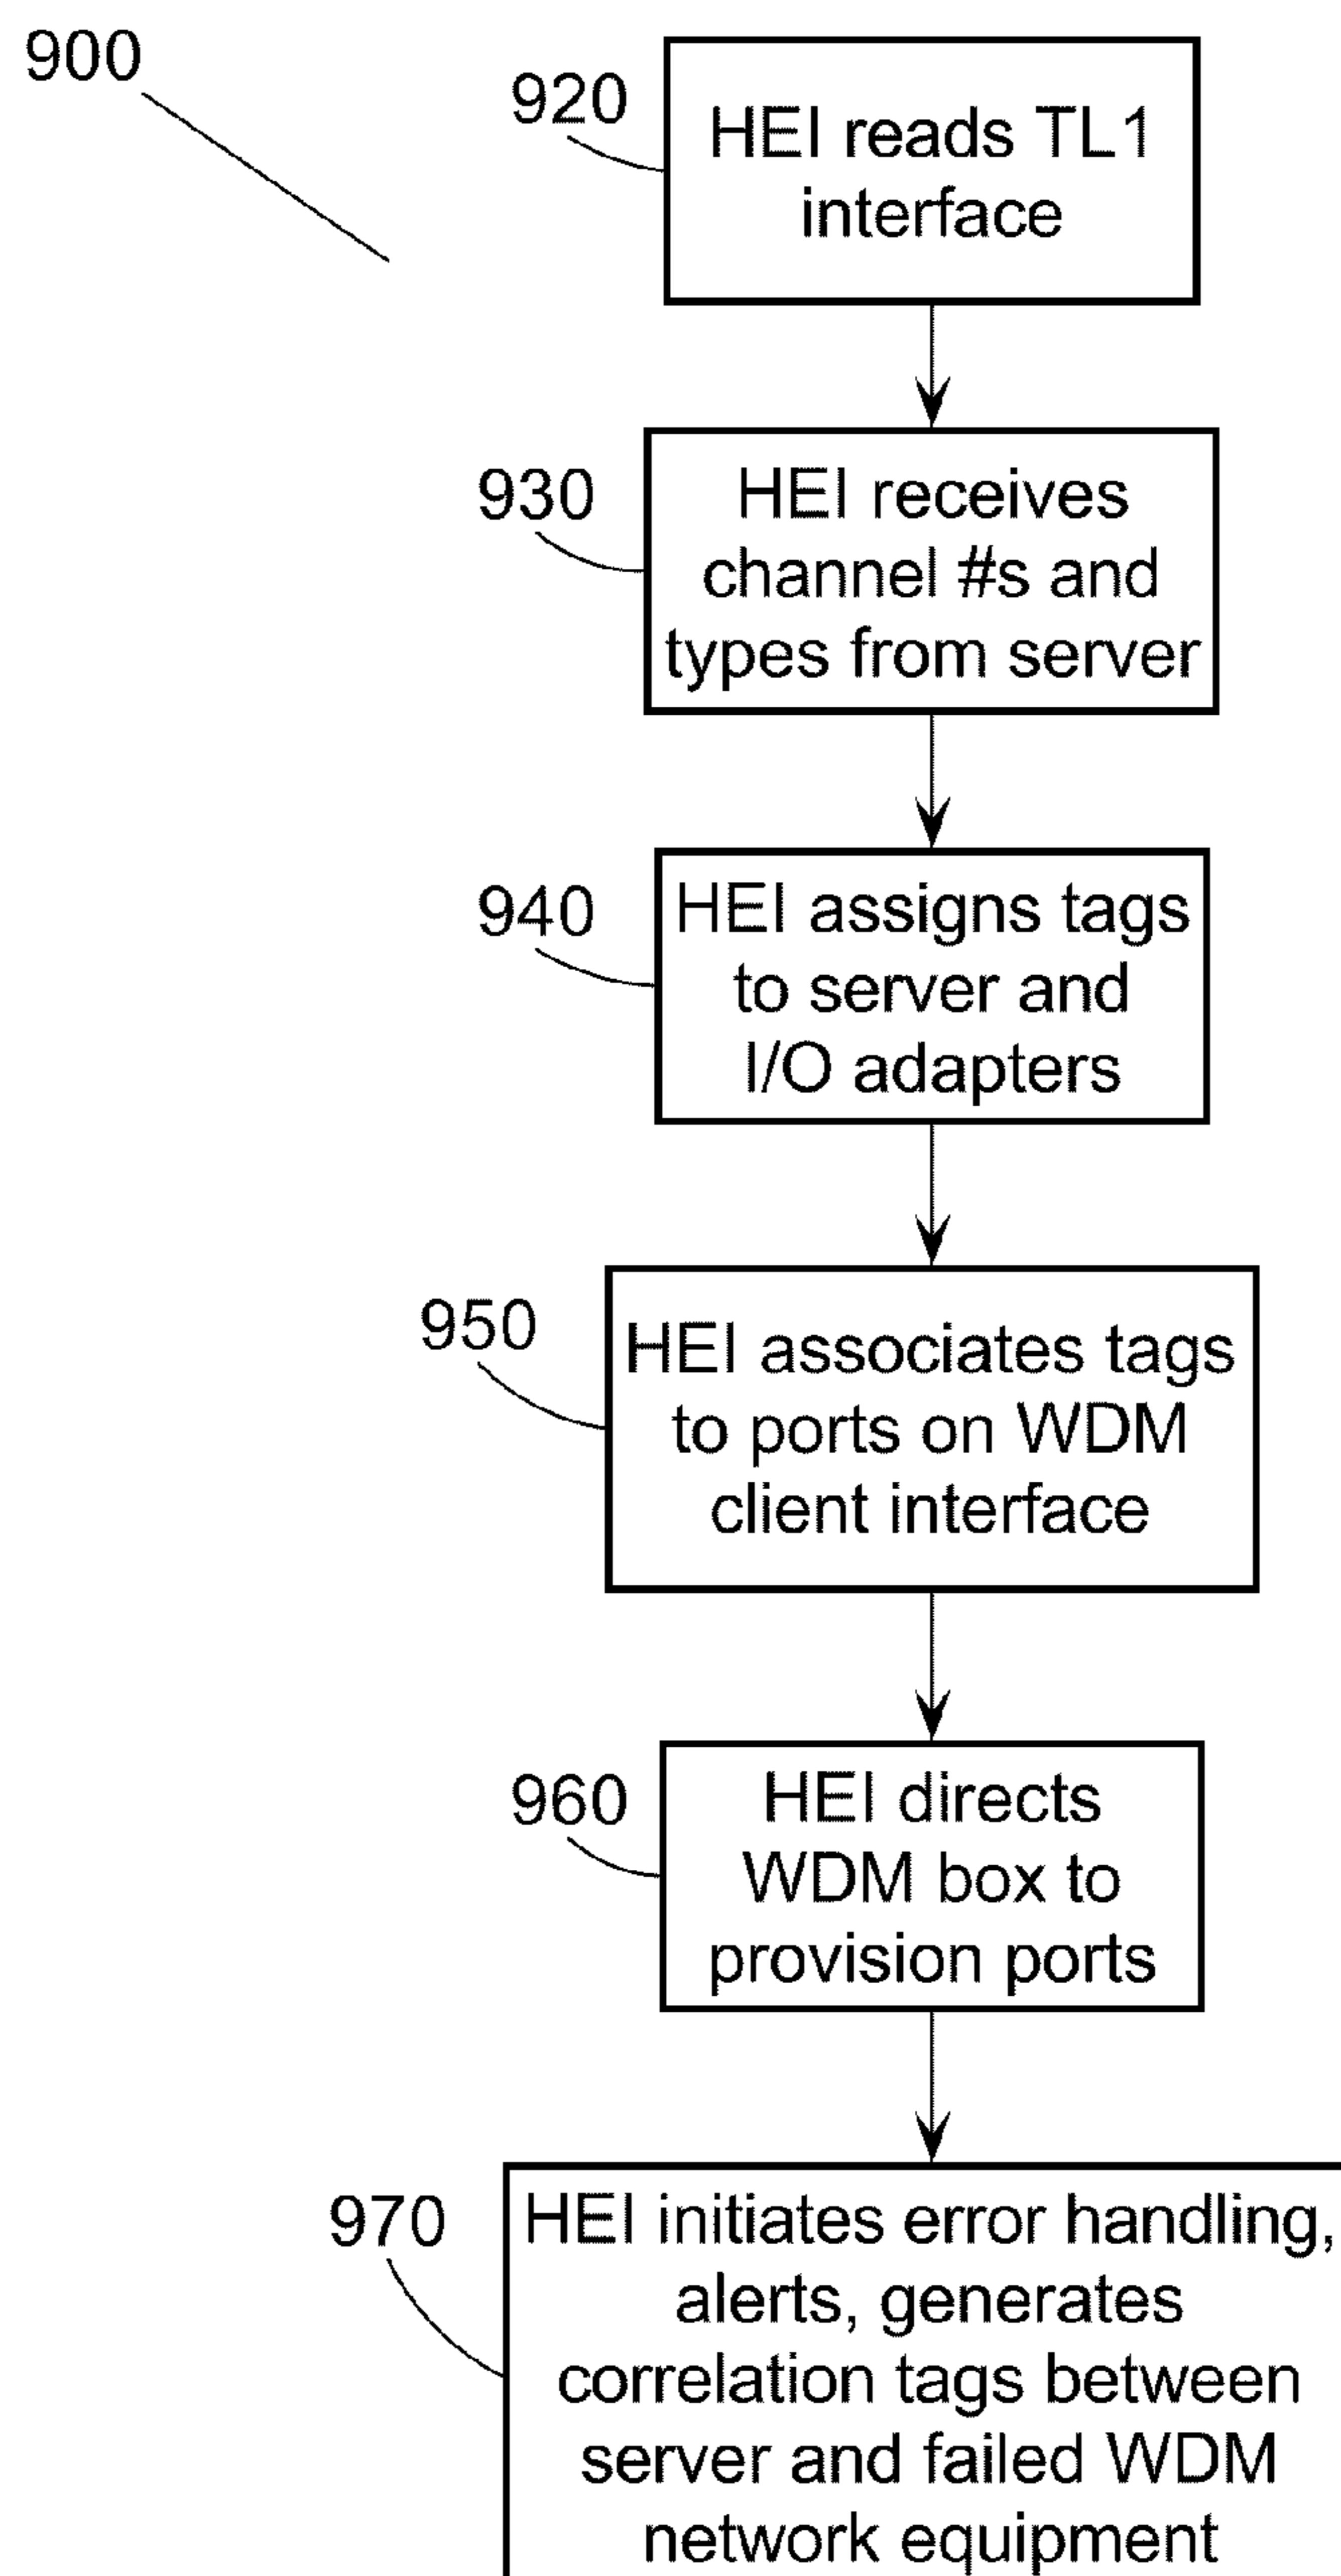 900
920
HEI reads TL1
interface
930
HEI receives
channel #s and
types from server
940
HEI assigns tags
to server and
I/O adapters
950
HEI associates tags
to ports on WDM
client interface
960
HEI directs
WDM box to
provision ports
970
HEI initiates error handling,
alerts, generates
correlation tags between
server and failed WDM
network equipment